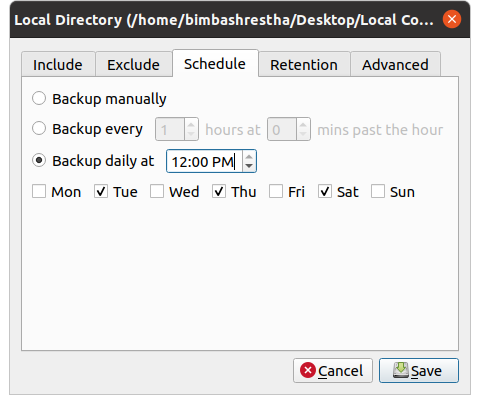 Local Directory (/home/bimbashrestha/Desktop/Local Co...
Include Exclude Schedule Retention Advanced
Backup manually
Backup every 1 hours at 0 mins past the hour
Backup daily at 12:00 PM
Mon Tue Wed Thu Fri Sat Sun
Cancel Save